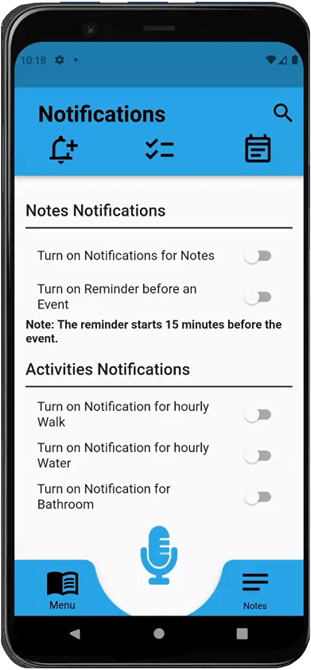 10:18
Notifications
Notes Notifications
Turn on Notifications for Notes
Turn on Reminder before an
Event
Note: The reminder starts 15 minutes before the
event.
Activities Notifications
Turn on Notification for hourly
Walk
Turn on Notification for hourly
Water
Turn on Notification for
Bathroom
Menu
Notes